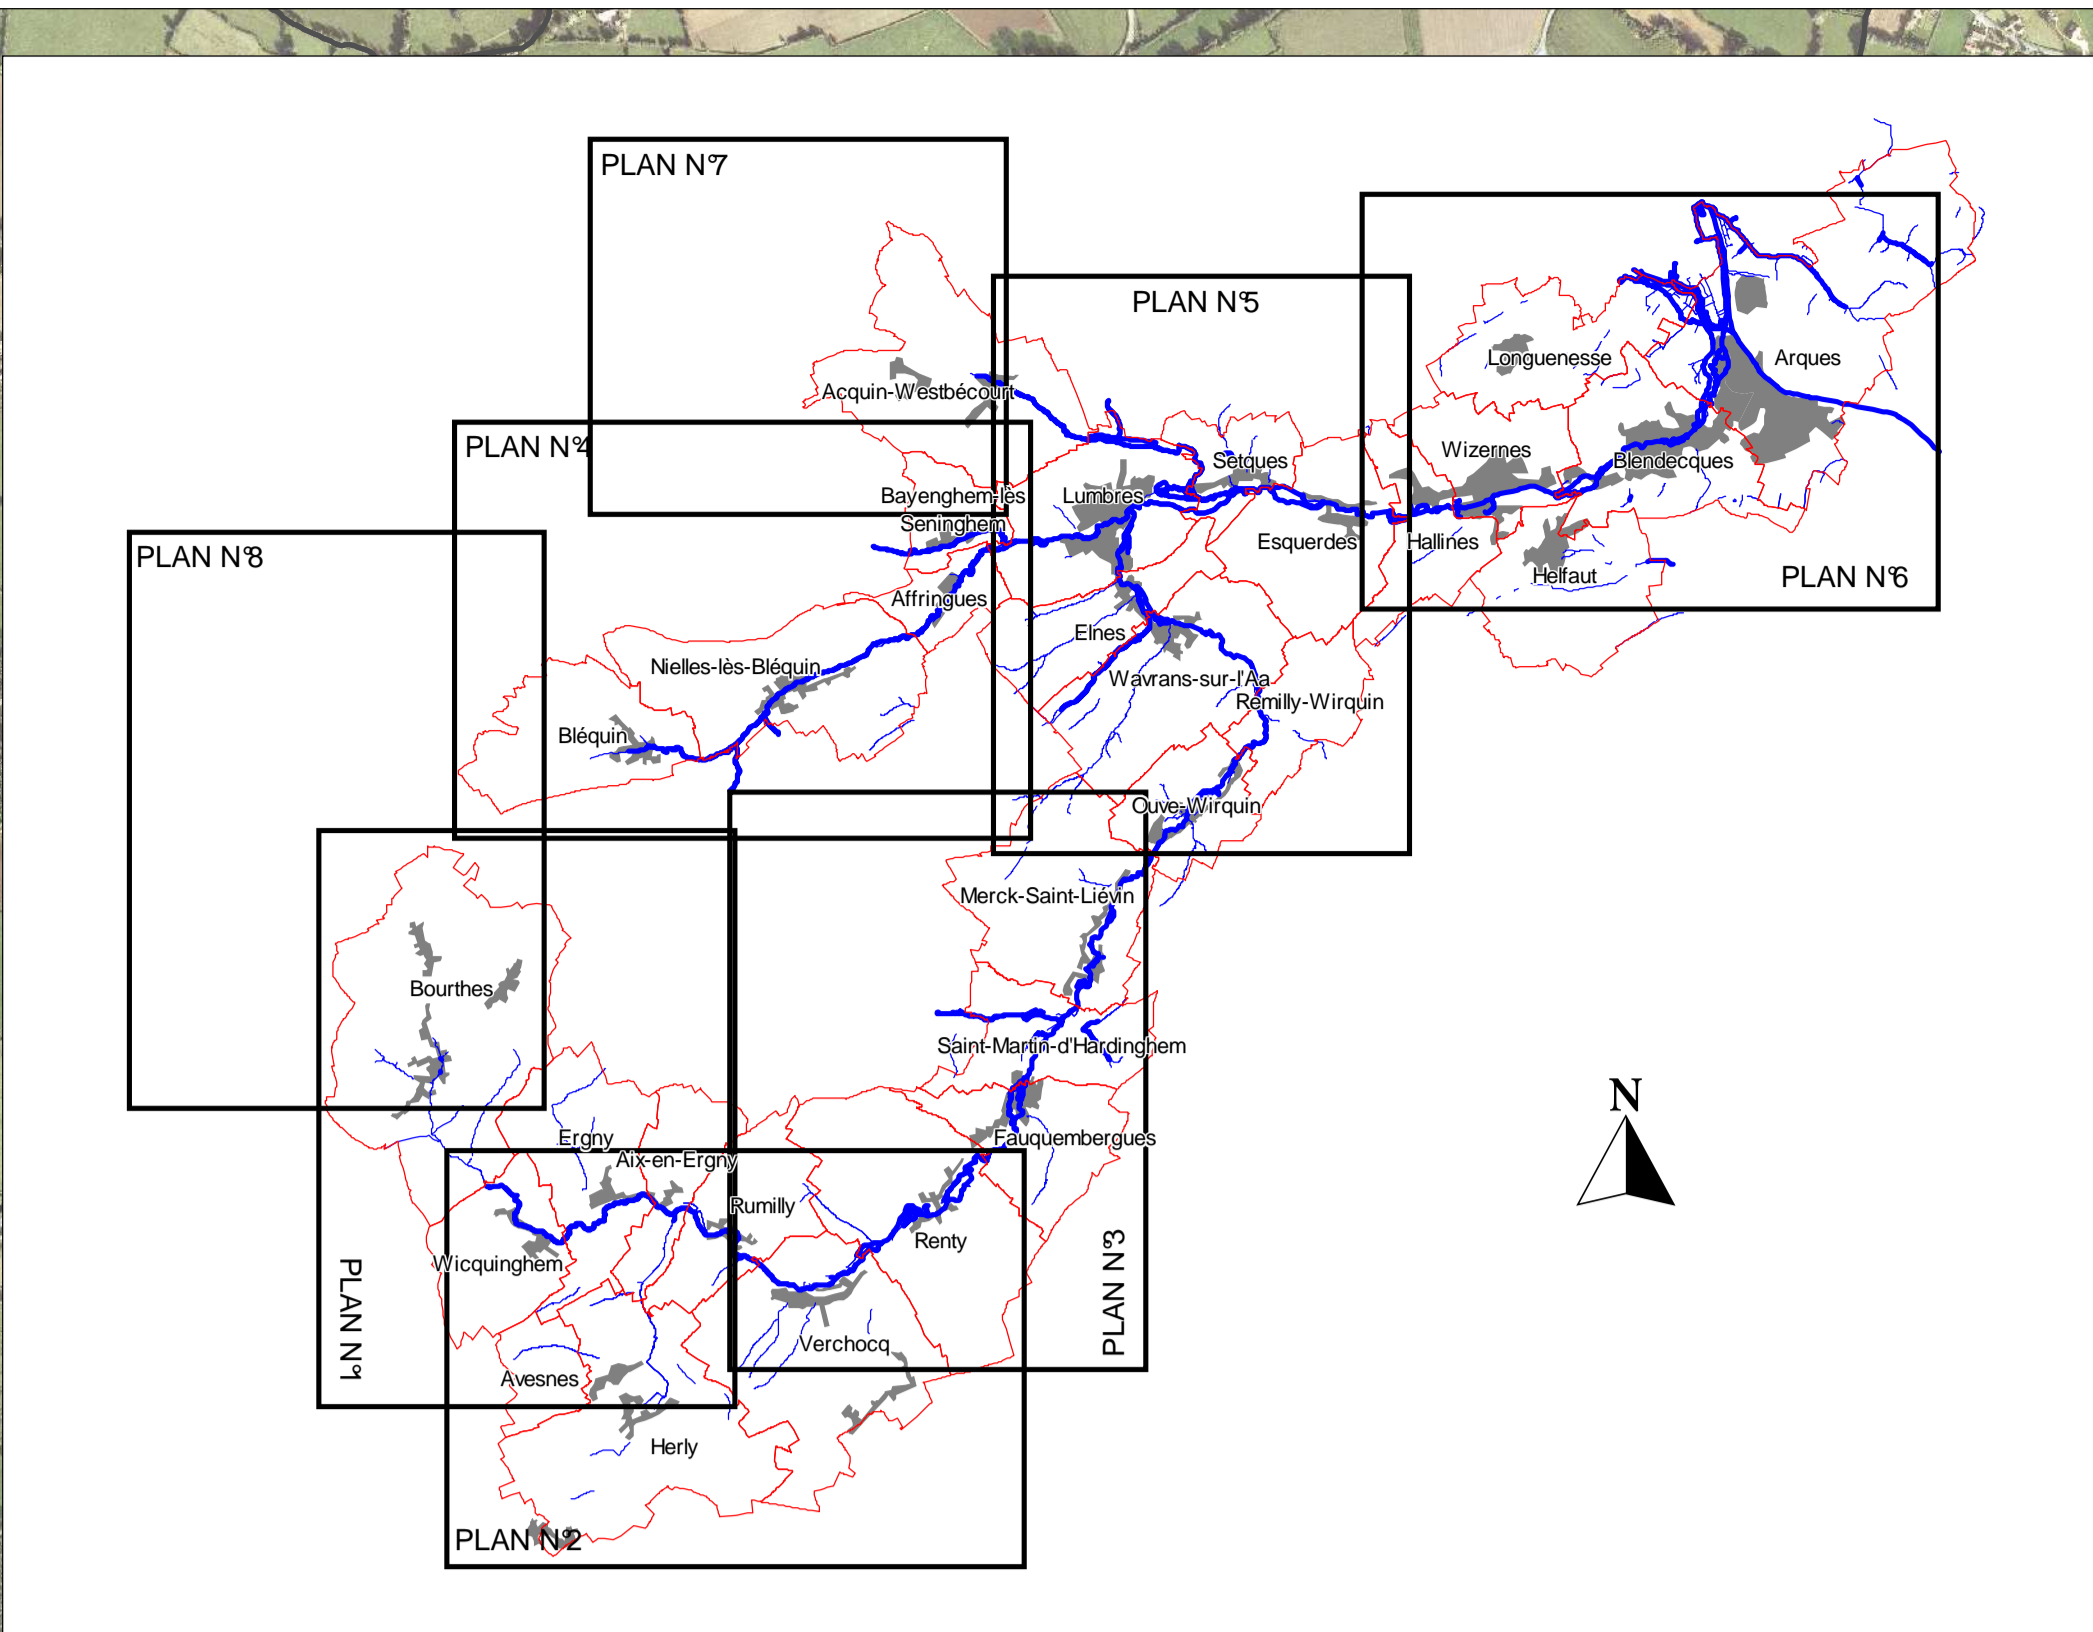 PLAN N°7
PLAN N°5
Longuenesse
Arques
Acquin-Westbécourt
PLAN N°4
Wizernes
Setques
Blendecques
Bayenghem-lès
Seninghem
Lumbres
Esquerdes
Hallines
PLAN N°8
Helfaut
PLAN N°6
Affringues
Elnes
Nielles-lès-Bléquin
Wavrans-sur-l'Aa
Remilly-Wirquin
Bléquin
Ouve-Wirquin
Merck-Saint-Liévin
Bourthes
Saint-Martin-d'Hardinghem
N
Ergny
Fauquembergues
Aix-en-Ergny
Rumilly
Renty
Wicquinghem
PLAN N°1
PLAN N°3
Verchocq
Avesnes
Herly
PLAN N°2